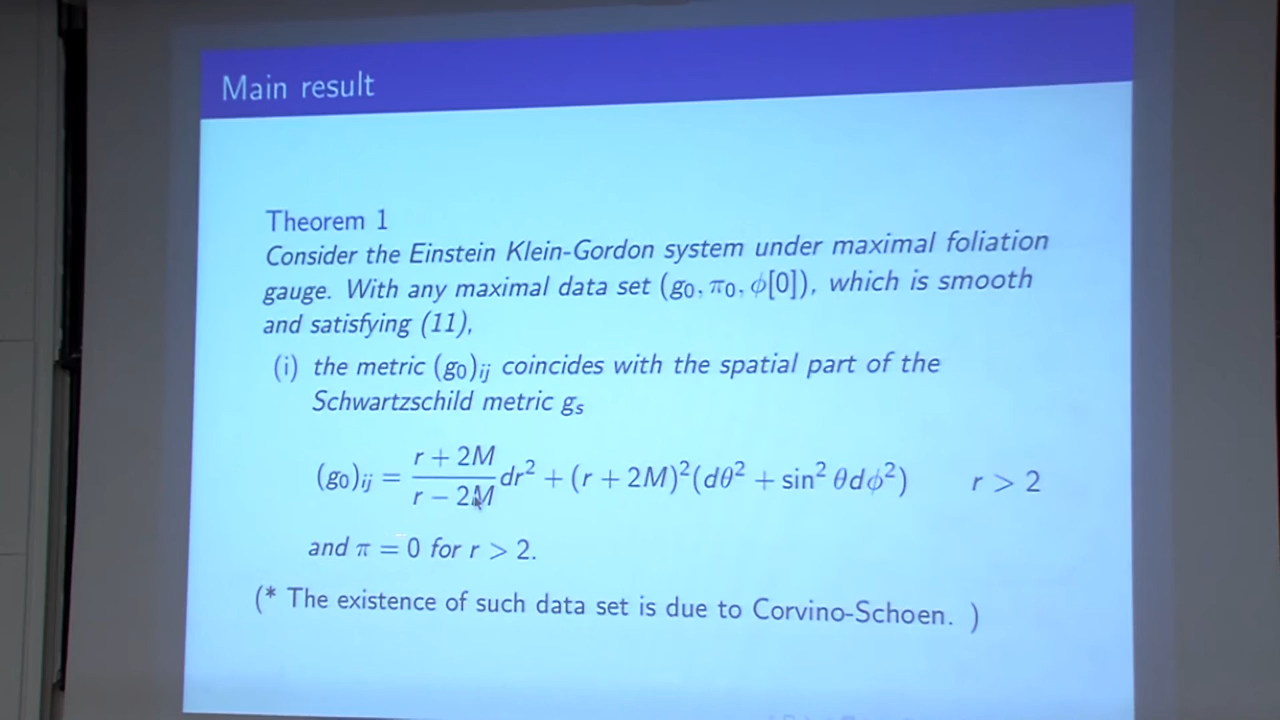 Main result
Theorem 1
Consider the Einstein Klein-Gordon system under maximal foliation
gauge. With any maximal data set (g₀, π₀, ϕ[0]), which is smooth
and satisfying (11),
(i) the metric (g₀)ᵢⱼ coincides with the spatial part of the
Schwartzschild metric gₛ
(g₀)ᵢⱼ = (r + 2M)/(r − 2M) dr² + (r + 2M)²(dθ² + sin² θdϕ²) r > 2
and π = 0 for r > 2.
(* The existence of such data set is due to Corvino-Schoen. )